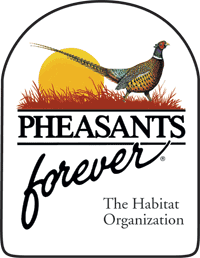 PHEASANTS
forever®
The Habitat
Organization